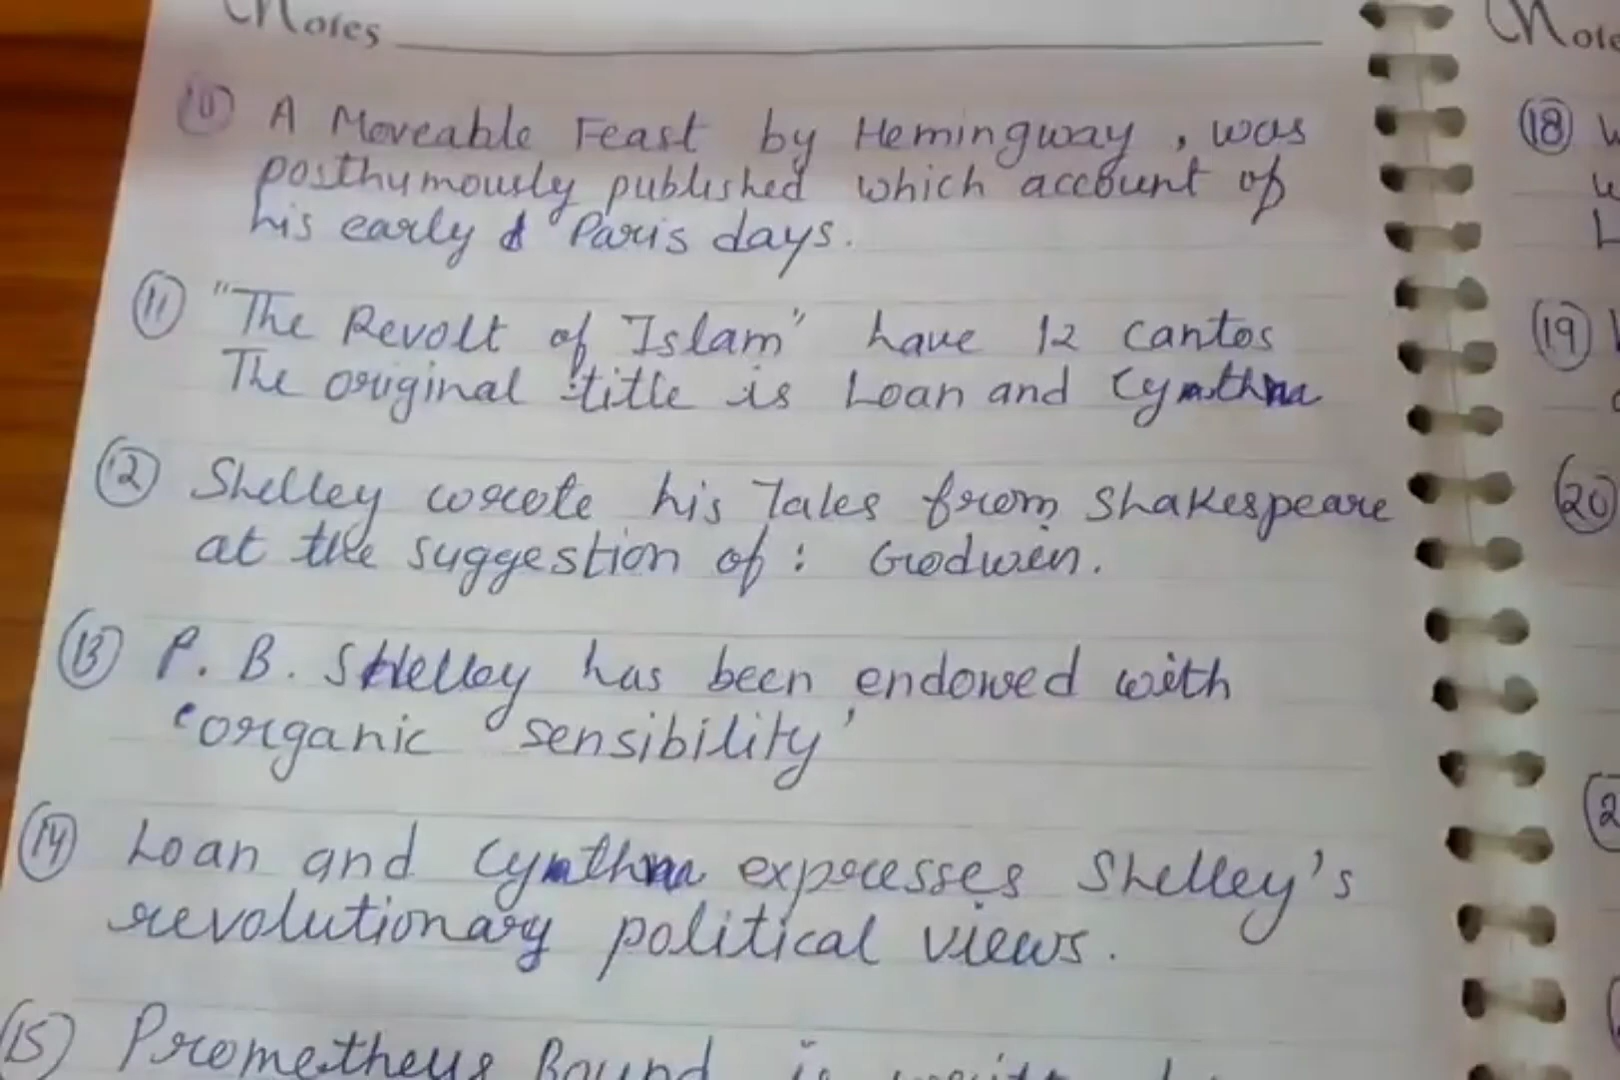 Notes
(10) A Moveable Feast by Hemingway, was
posthumously published which account of
his early Paris days.
(11) "The Revolt of Islam" have 12 cantos
The original title is Loan and Cynthna
(12) Shelley wrote his Tales from Shakespeare
at the suggestion of : Godwin.
(13) P. B. Shelley has been endowed with
'organic sensibility'
(14) Loan and Cynthna expresses Shelley's
revolutionary political views.
(15) Prometheus Bound is
(18)
(19)
(20)